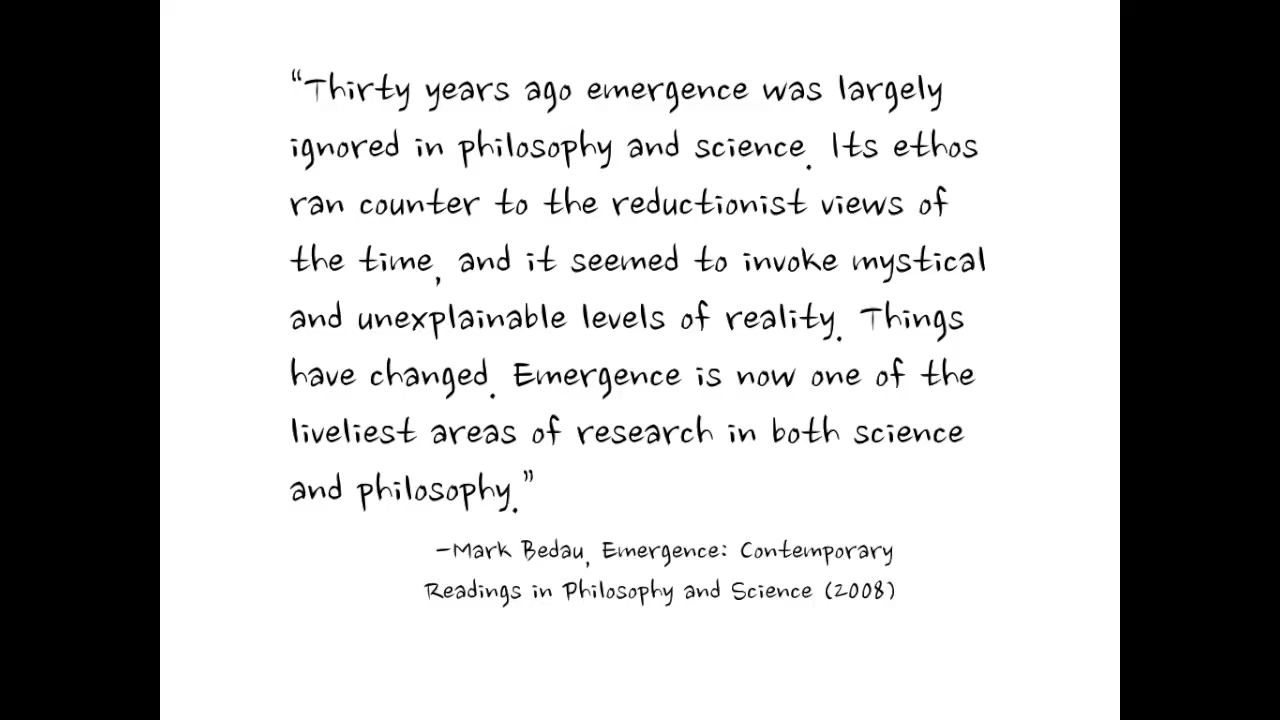 “Thirty years ago emergence was largely
ignored in philosophy and science. Its ethos
ran counter to the reductionist views of
the time, and it seemed to invoke mystical
and unexplainable levels of reality. Things
have changed. Emergence is now one of the
liveliest areas of research in both science
and philosophy.”
–Mark Bedau, Emergence: Contemporary
Readings in Philosophy and Science (2008)